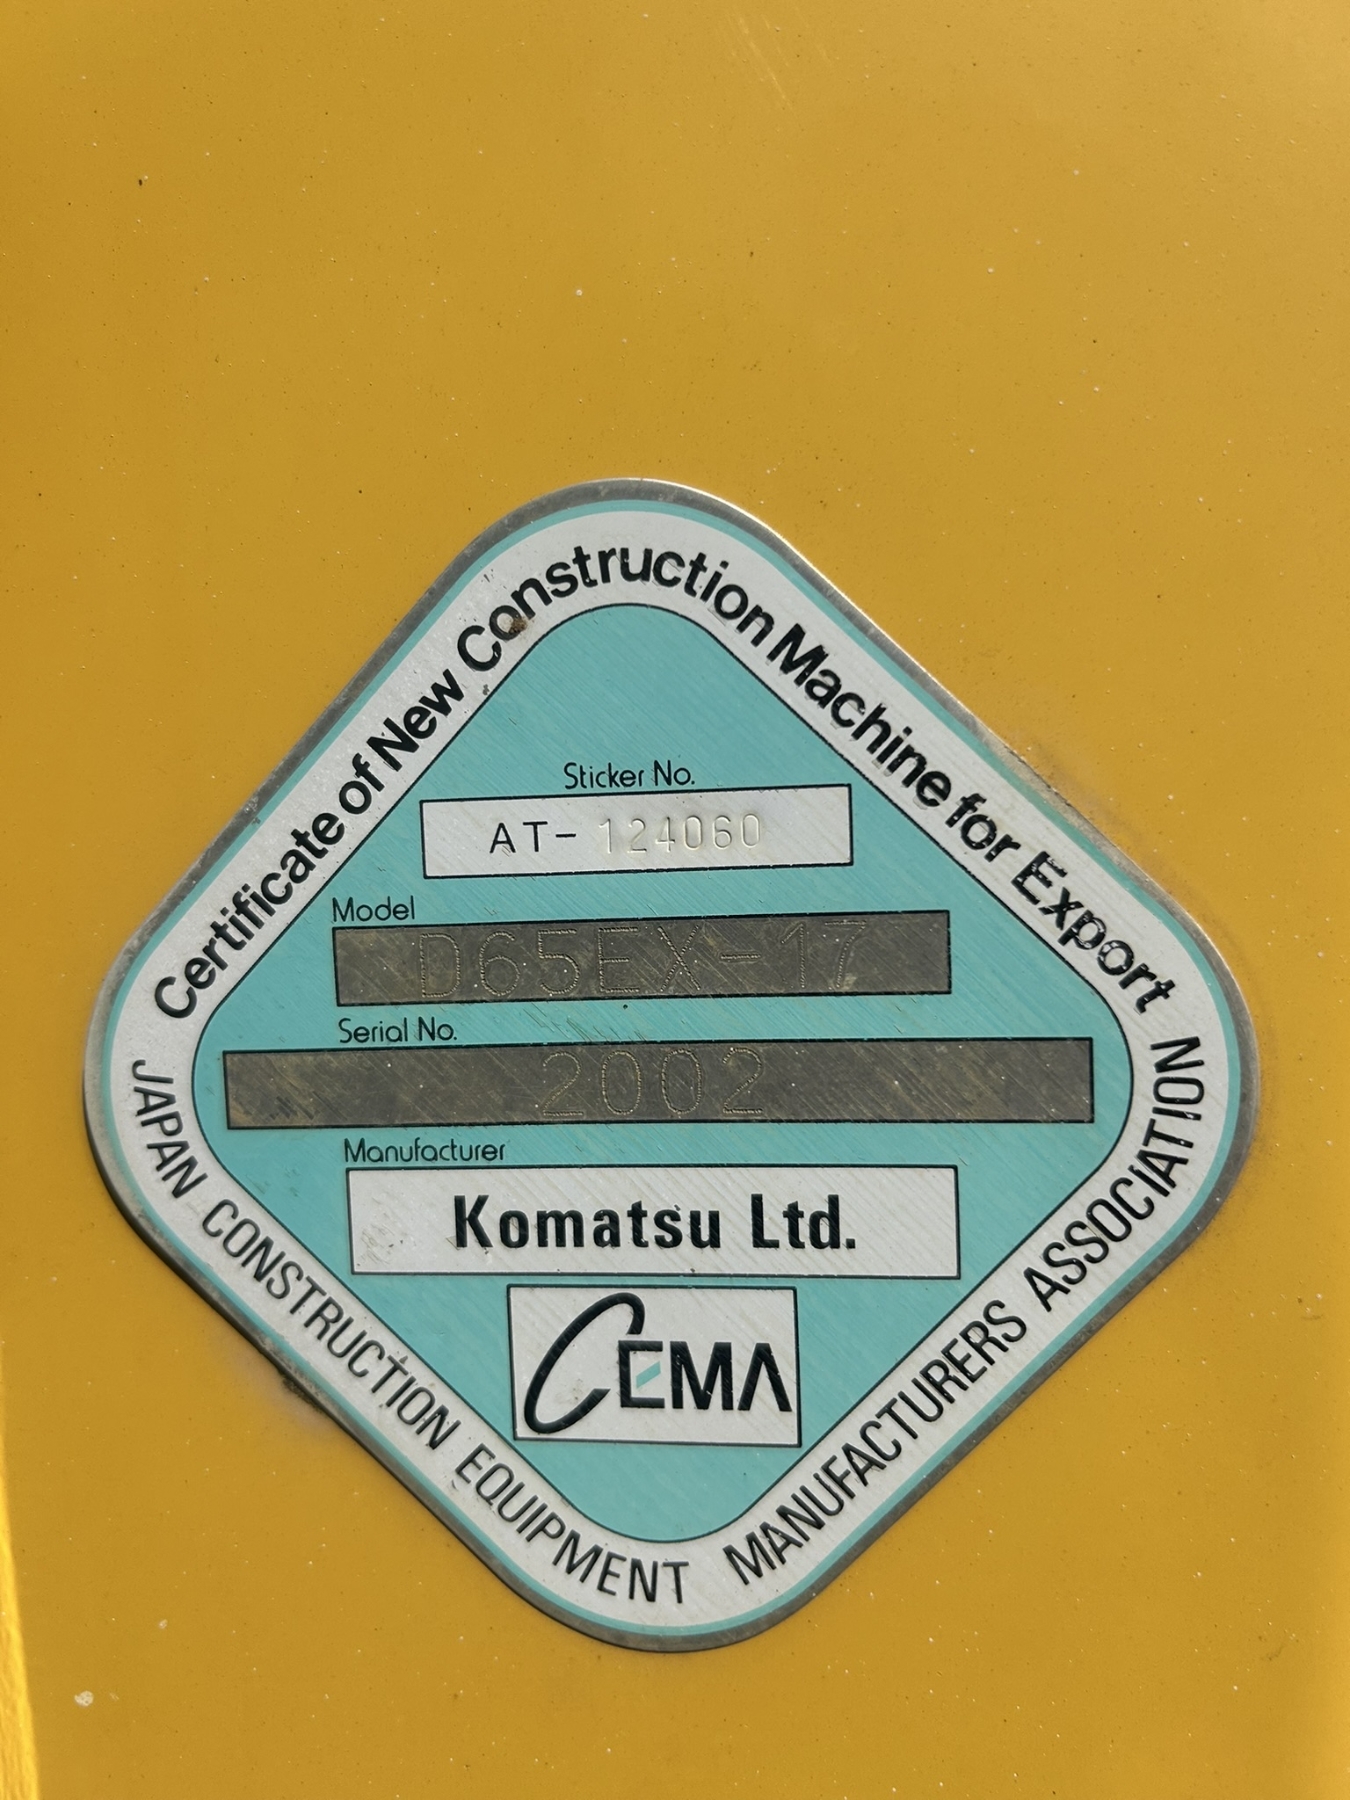 Certificate of New Construction Machine for Export
Sticker No.
AT- 124060
Model
D65EX-17
Serial No.
2002
Manufacturer
Komatsu Ltd.
CEMA
JAPAN CONSTRUCTION EQUIPMENT MANUFACTURERS ASSOCIATION